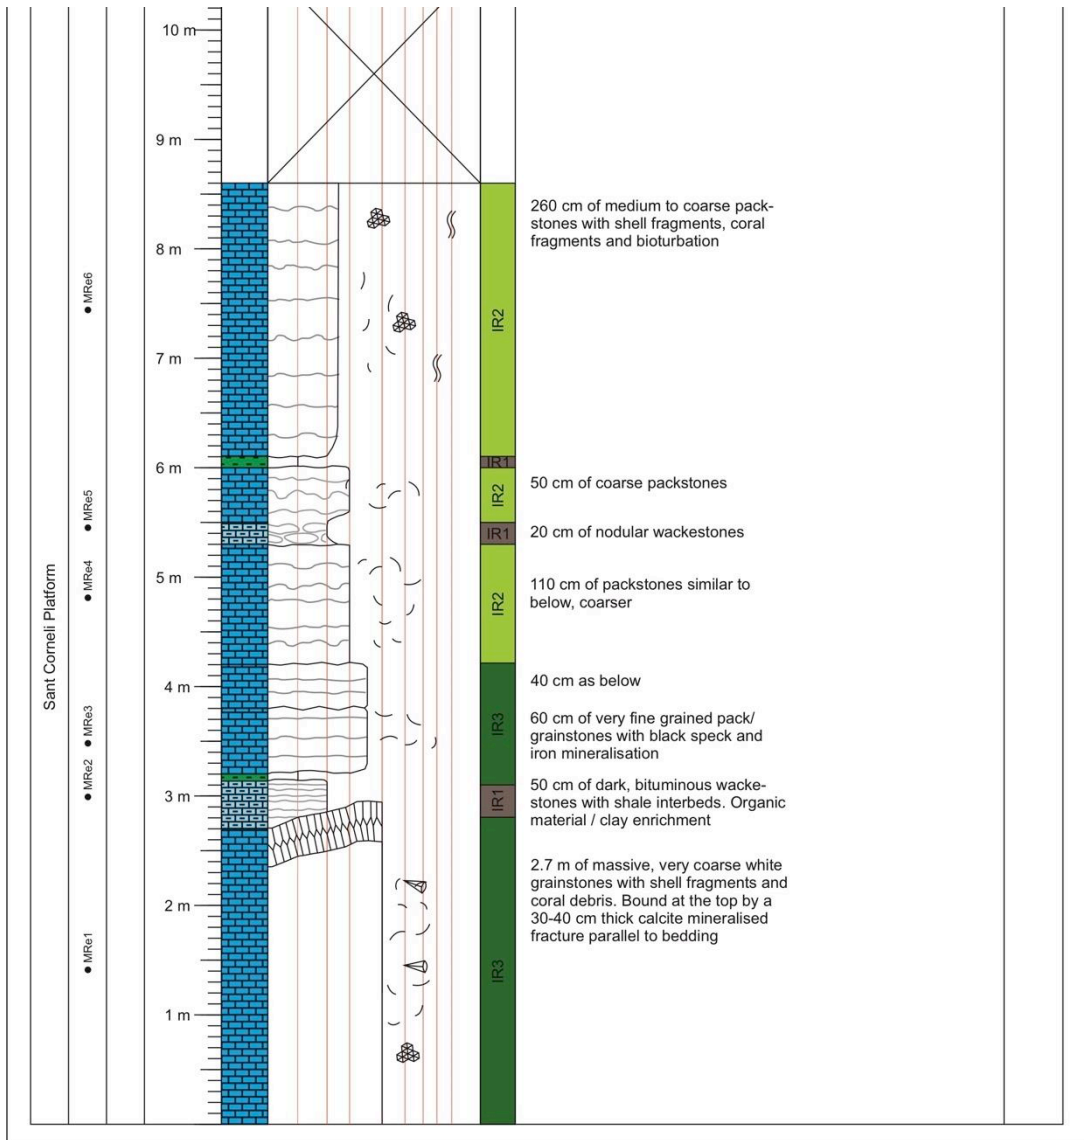 Sant Corneli Platform
MRe6
MRe5
MRe4
MRe3
MRe2
MRe1
10 m
9 m
8 m
7 m
6 m
5 m
4 m
3 m
2 m
1 m
IR2
IR1
IR2
IR1
IR2
IR3
IR1
IR3
260 cm of medium to coarse pack-
stones with shell fragments, coral
fragments and bioturbation
50 cm of coarse packstones
20 cm of nodular wackestones
110 cm of packstones similar to
below, coarser
40 cm as below
60 cm of very fine grained pack/
grainstones with black speck and
iron mineralisation
50 cm of dark, bituminous wacke-
stones with shale interbeds. Organic
material / clay enrichment
2.7 m of massive, very coarse white
grainstones with shell fragments and
coral debris. Bound at the top by a
30-40 cm thick calcite mineralised
fracture parallel to bedding